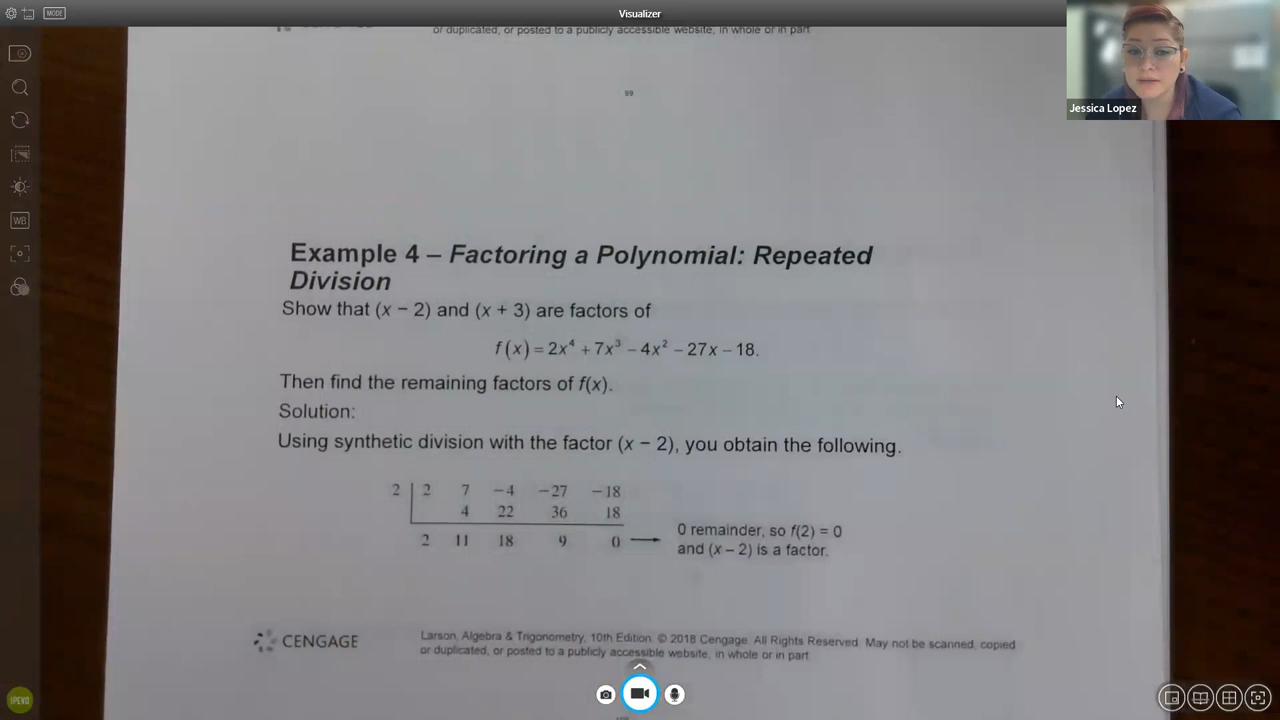 MODE
Visualizer
or duplicated, or posted to a publicly accessible website, in whole or in part
99
Jessica Lopez
WB
Example 4 – Factoring a Polynomial: Repeated
Division
Show that (x − 2) and (x + 3) are factors of
f(x) = 2x⁴ + 7x³ − 4x² − 27x − 18.
Then find the remaining factors of f(x).
Solution:
Using synthetic division with the factor (x − 2), you obtain the following.
2 | 2 7 −4 −27 −18
4 22 36 18
2 11 18 9 0
0 remainder, so f(2) = 0
and (x – 2) is a factor.
CENGAGE
Larson, Algebra & Trigonometry, 10th Edition. © 2018 Cengage. All Rights Reserved. May not be scanned, copied
or duplicated, or posted to a publicly accessible website, in whole or in part
IPEVO